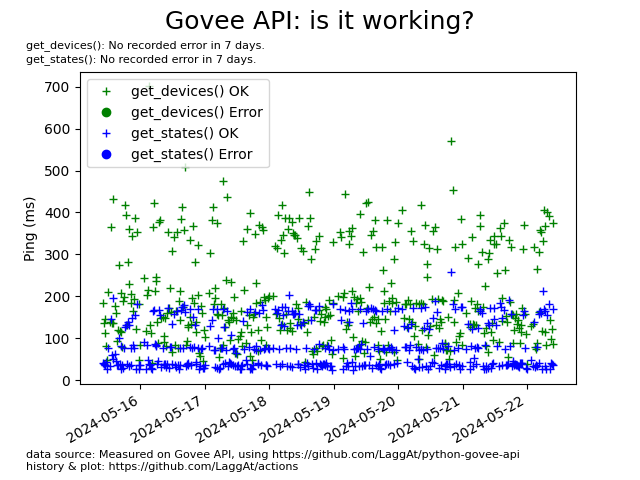 Govee API: is it working?
get_devices(): No recorded error in 7 days.
get_states(): No recorded error in 7 days.
get_devices() OK
get_devices() Error
get_states() OK
get_states() Error
Ping (ms)
700
600
500
400
300
200
100
0
2024-05-16
2024-05-17
2024-05-18
2024-05-19
2024-05-20
2024-05-21
2024-05-22
data source: Measured on Govee API, using https://github.com/LaggAt/python-govee-api
history & plot: https://github.com/LaggAt/actions